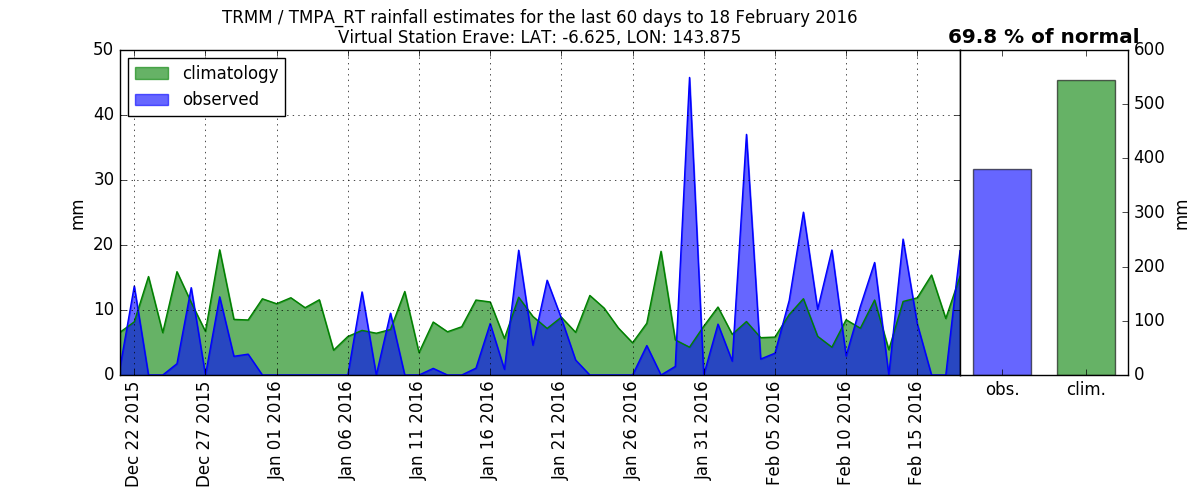 TRMM / TMPA_RT rainfall estimates for the last 60 days to 18 February 2016
Virtual Station Erave: LAT: -6.625, LON: 143.875
69.8 % of normal
climatology
observed
50
40
30
20
10
0
mm
Dec 22 2015
Dec 27 2015
Jan 01 2016
Jan 06 2016
Jan 11 2016
Jan 16 2016
Jan 21 2016
Jan 26 2016
Jan 31 2016
Feb 05 2016
Feb 10 2016
Feb 15 2016
obs.
clim.
600
500
400
300
200
100
0
mm